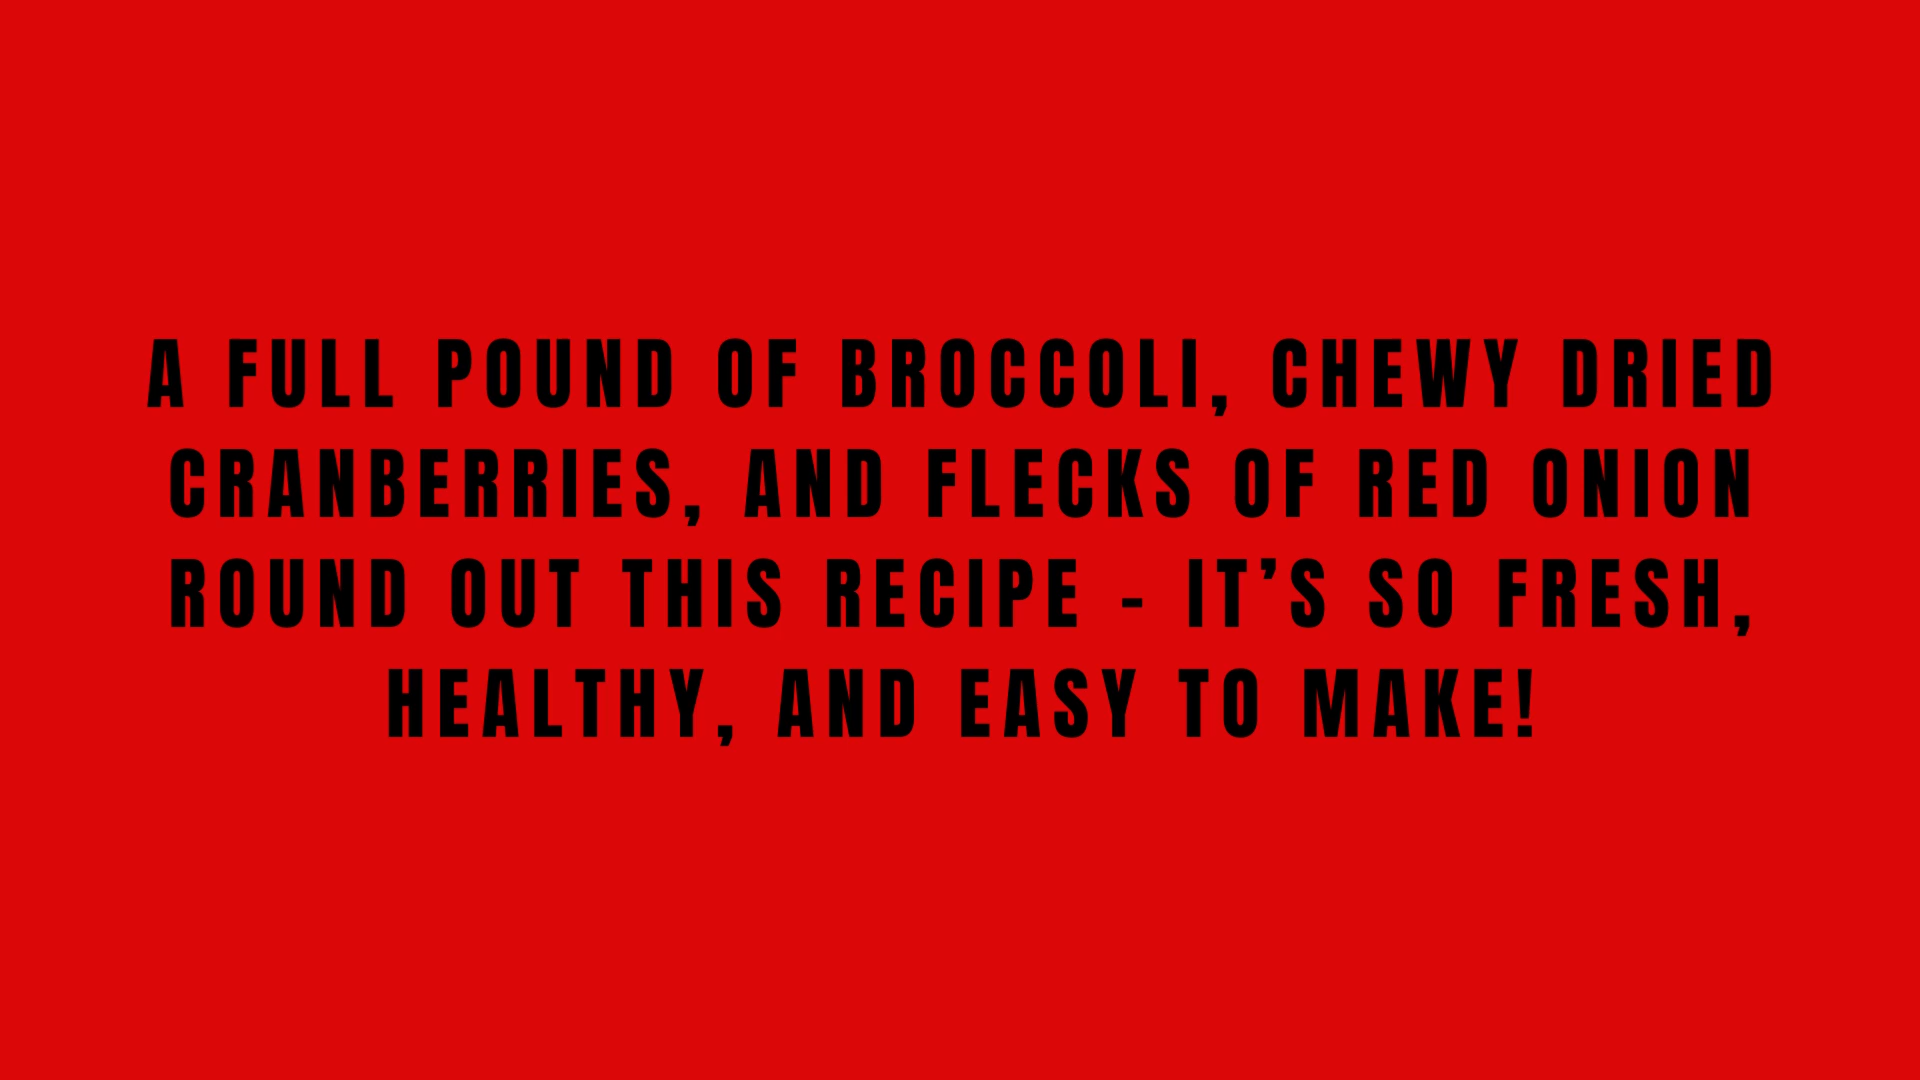 A FULL POUND OF BROCCOLI, CHEWY DRIED
CRANBERRIES, AND FLECKS OF RED ONION
ROUND OUT THIS RECIPE - IT’S SO FRESH,
HEALTHY, AND EASY TO MAKE!